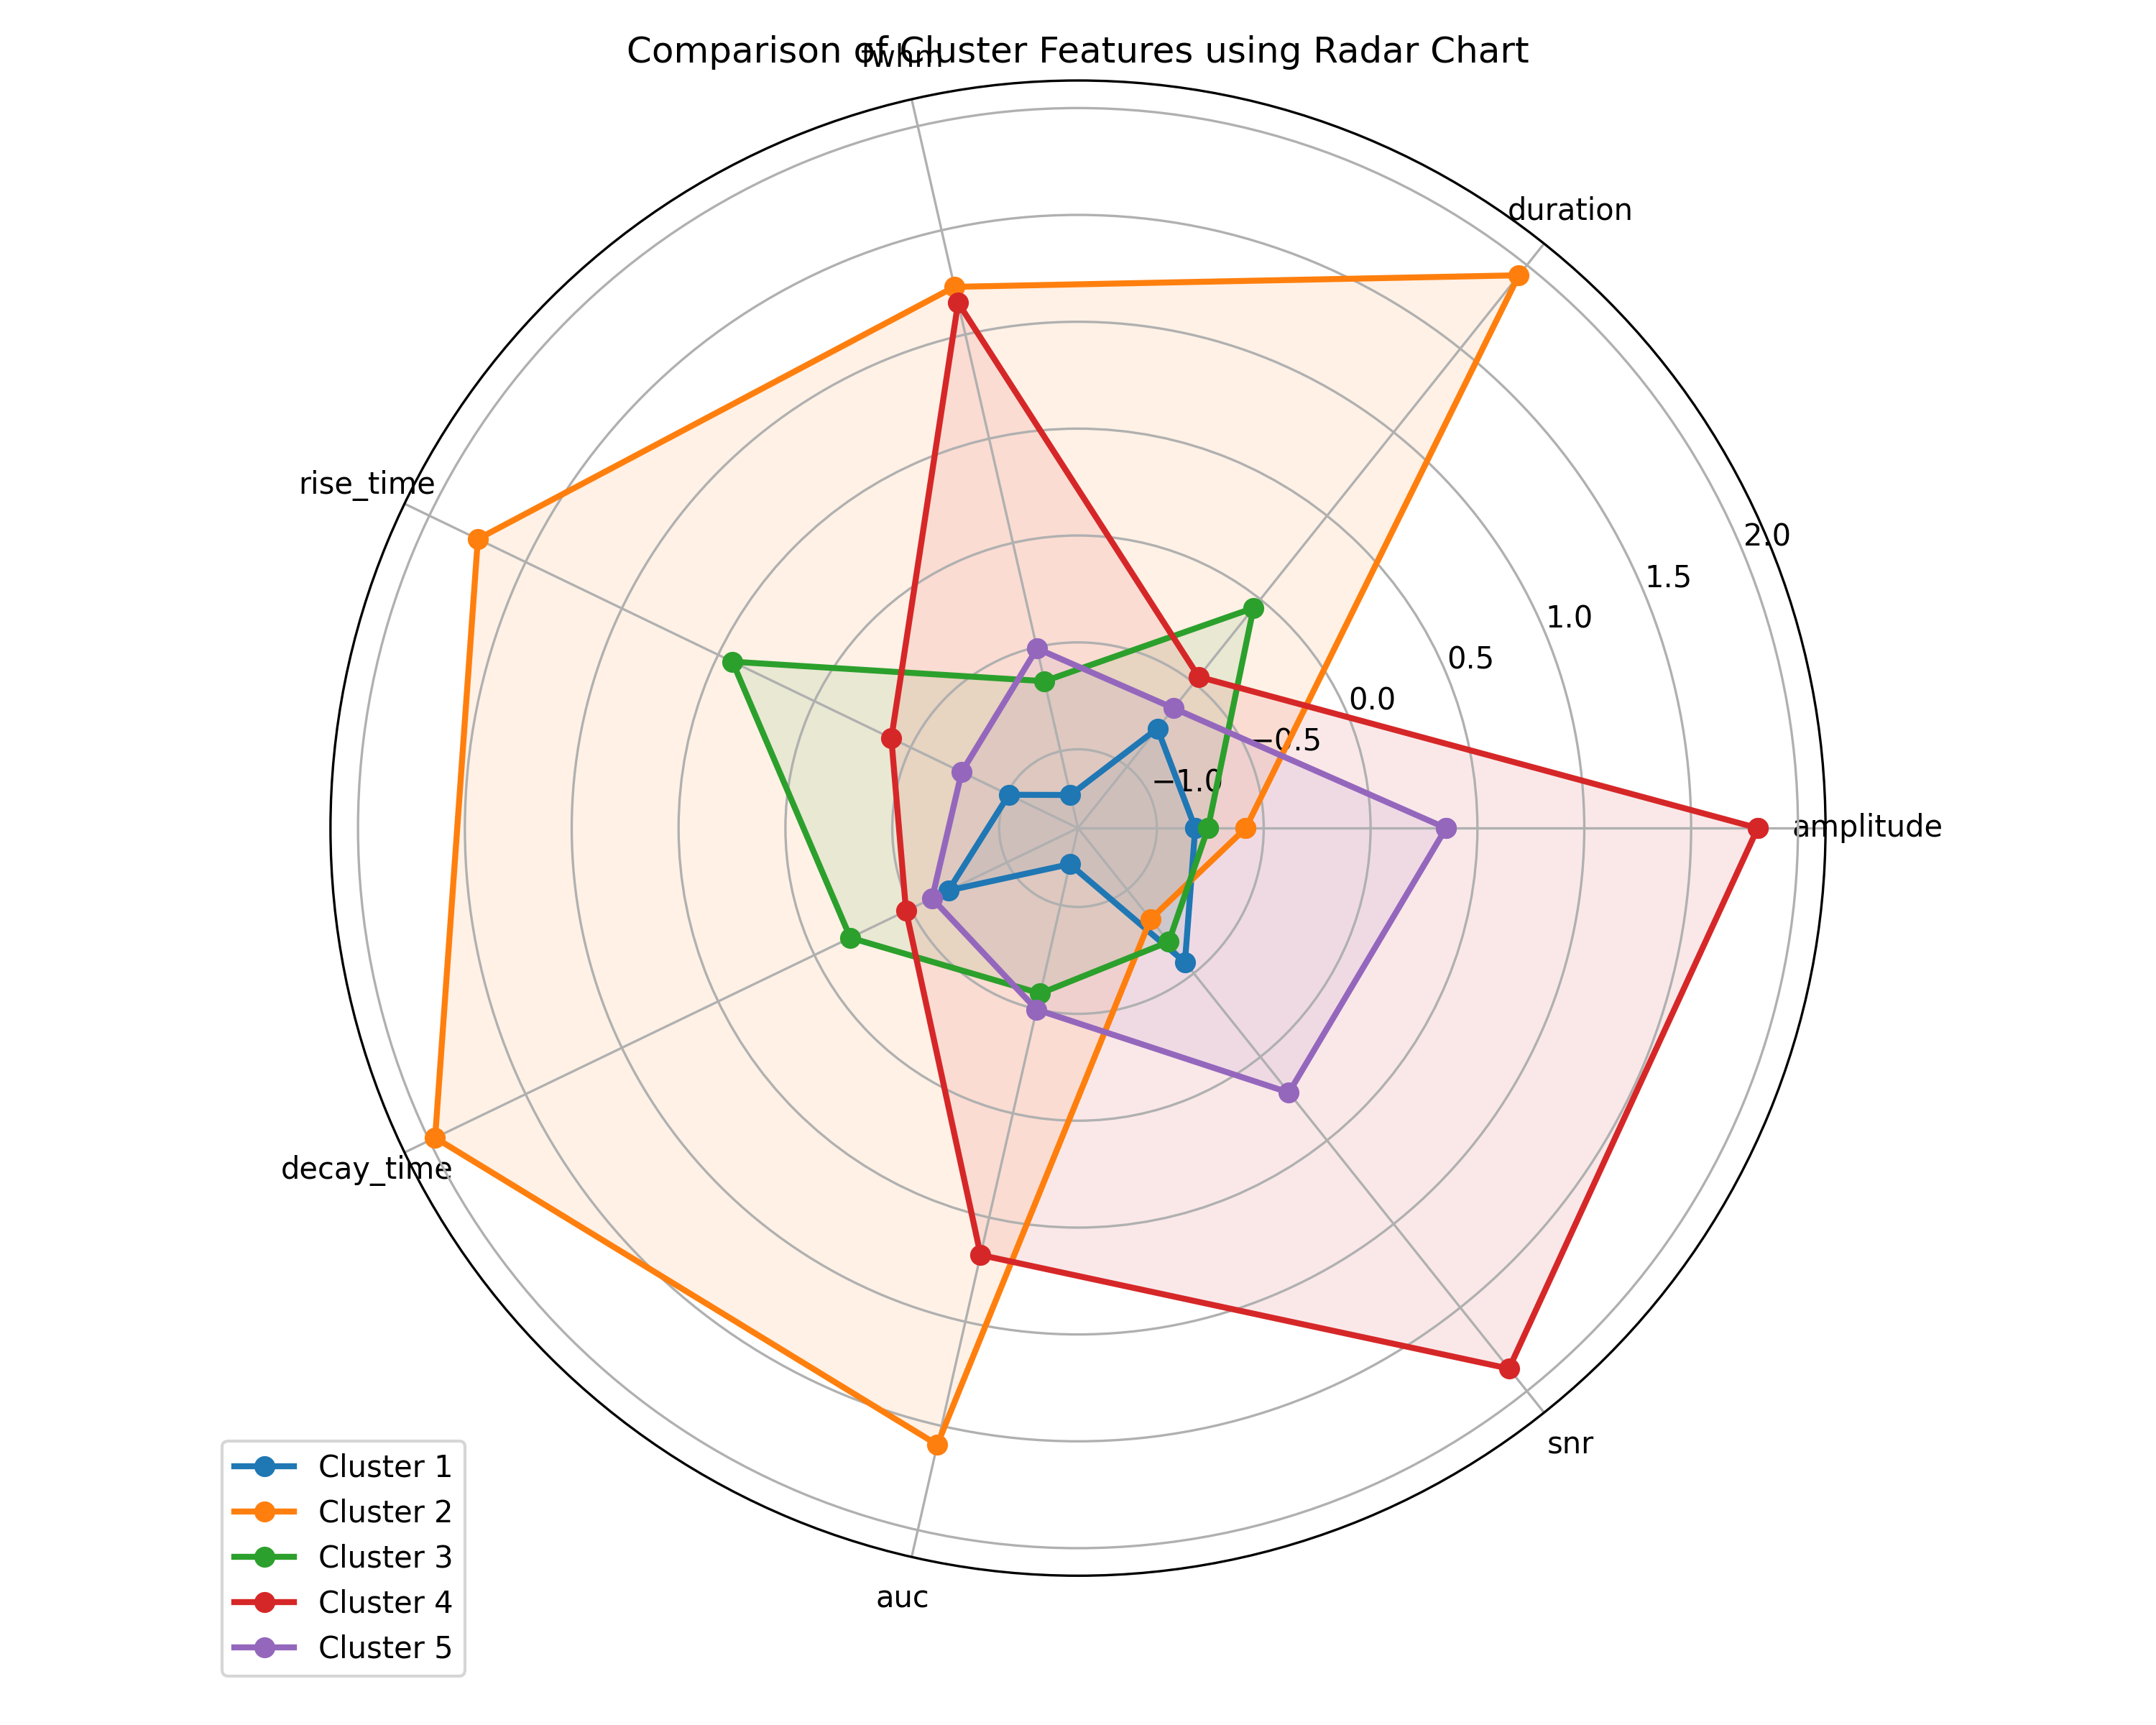 Comparison of Cluster Features using Radar Chart
fwhm
duration
rise_time
2.0
1.5
1.0
0.5
0.0
−0.5
−1.0
amplitude
decay_time
snr
auc
Cluster 1
Cluster 2
Cluster 3
Cluster 4
Cluster 5